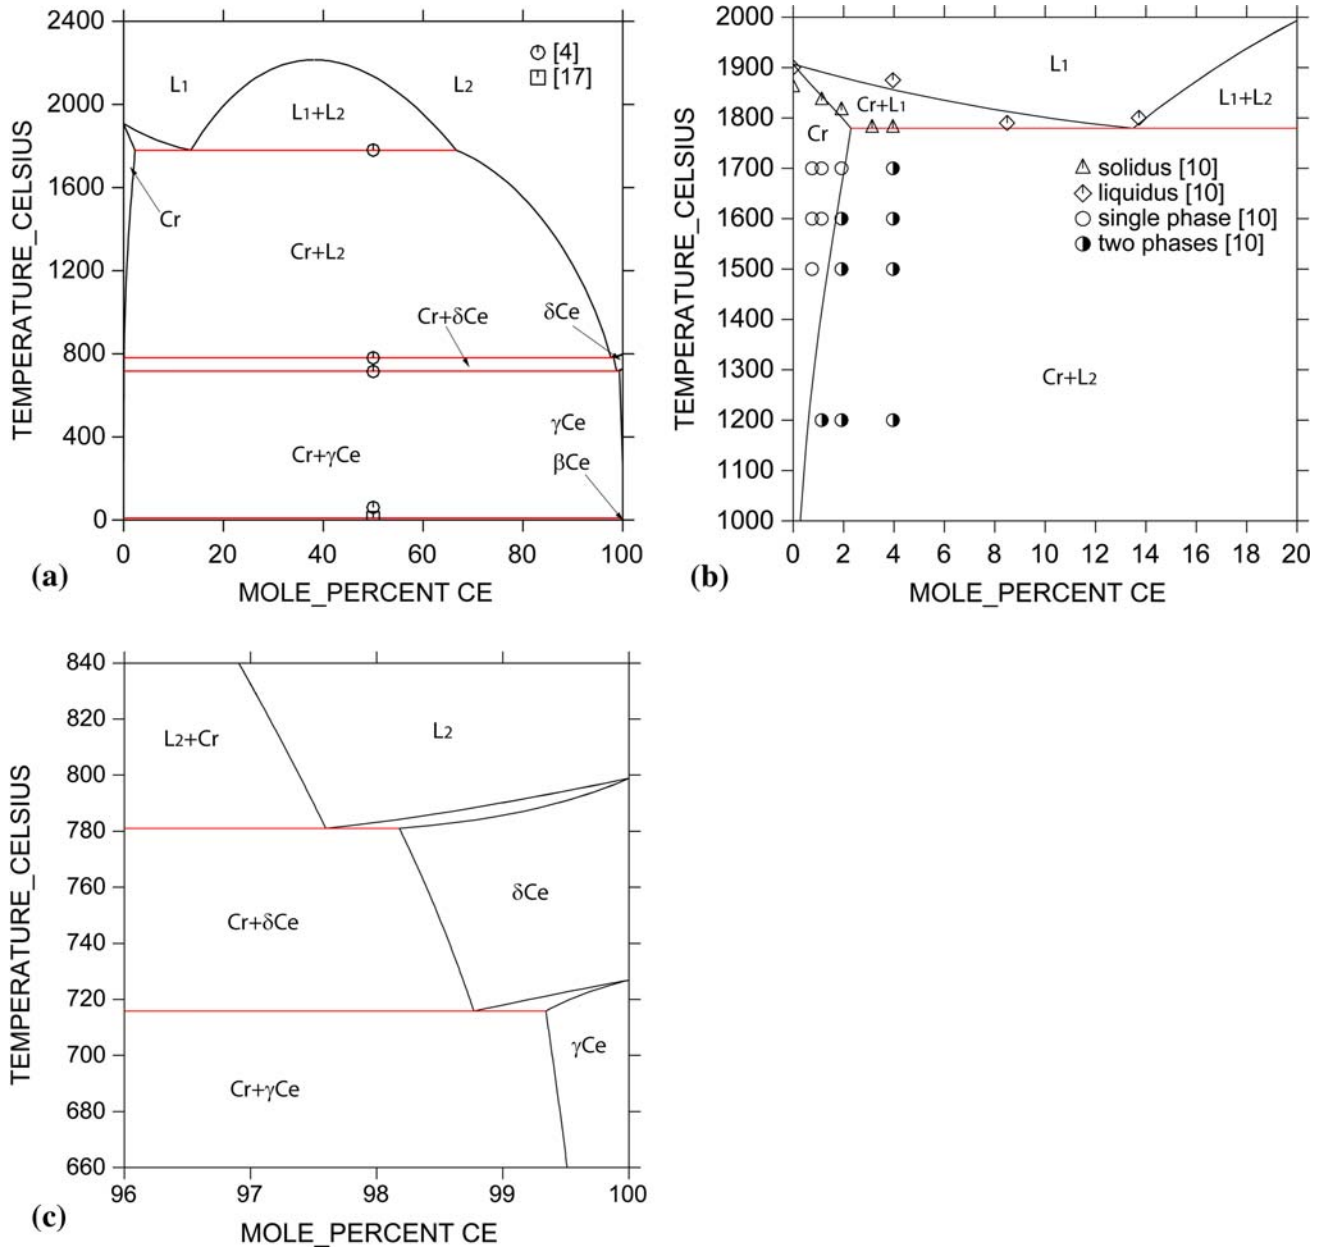 2400
2000
1600
1200
800
400
0
TEMPERATURE_CELSIUS
L1
L1+L2
L2
[4]
[17]
Cr
Cr+L2
Cr+δCe
δCe
γCe
Cr+γCe
βCe
0 20 40 60 80 100
(a)
MOLE_PERCENT CE
2000
1900
1800
1700
1600
1500
1400
1300
1200
1100
1000
TEMPERATURE_CELSIUS
L1
Cr+L1
L1+L2
Cr
solidus [10]
liquidus [10]
single phase [10]
two phases [10]
Cr+L2
0 2 4 6 8 10 12 14 16 18 20
(b)
MOLE_PERCENT CE
840
820
800
780
760
740
720
700
680
660
TEMPERATURE_CELSIUS
L2+Cr
L2
δCe
Cr+δCe
γCe
Cr+γCe
96 97 98 99 100
(c)
MOLE_PERCENT CE